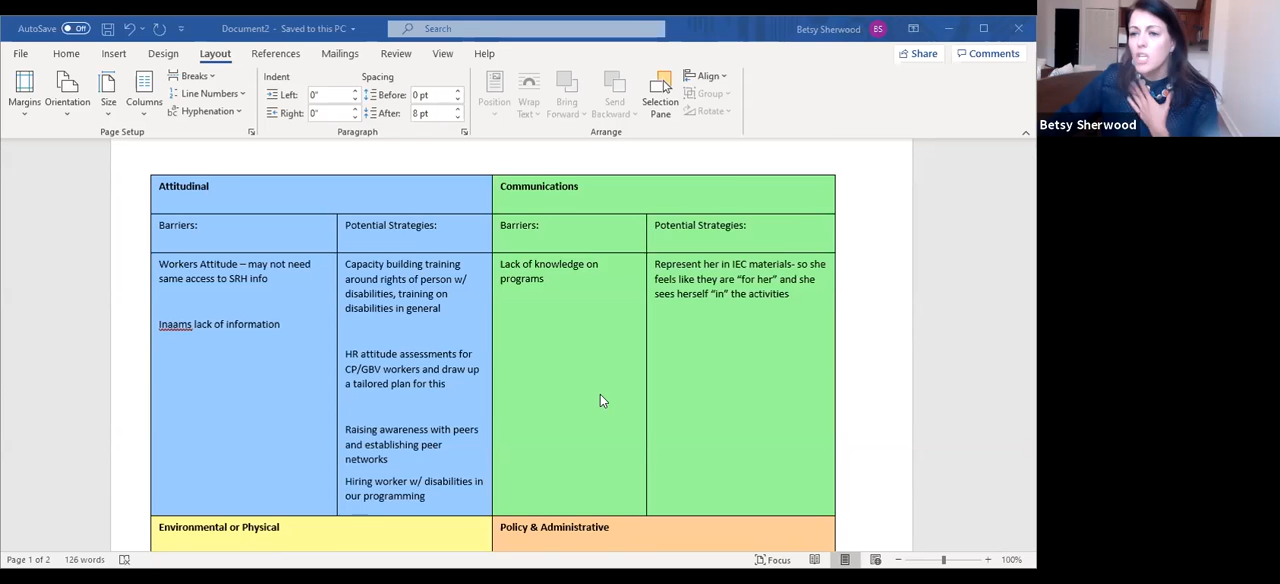 AutoSave Off Document2 - Saved to this PC Search Betsy Sherwood BS
File Home Insert Design Layout References Mailings Review View Help Share Comments
Margins Orientation Size Columns Breaks Line Numbers Hyphenation
Indent Spacing
Left: 0" Before: 0 pt
Right: 0" After: 8 pt
Position Wrap Text Bring Forward Send Backward Selection Pane Align Group Rotate
Page Setup Paragraph Arrange
Betsy Sherwood
Attitudinal
Communications
Barriers:
Potential Strategies:
Barriers:
Potential Strategies:
Workers Attitude – may not need
same access to SRH info
Inaams lack of information
Capacity building training
around rights of person w/
disabilities, training on
disabilities in general
HR attitude assessments for
CP/GBV workers and draw up
a tailored plan for this
Raising awareness with peers
and establishing peer
networks
Hiring worker w/ disabilities in
our programming
Lack of knowledge on
programs
Represent her in IEC materials- so she
feels like they are “for her” and she
sees herself “in” the activities
Environmental or Physical
Policy & Administrative
Page 1 of 2 126 words Focus 100%